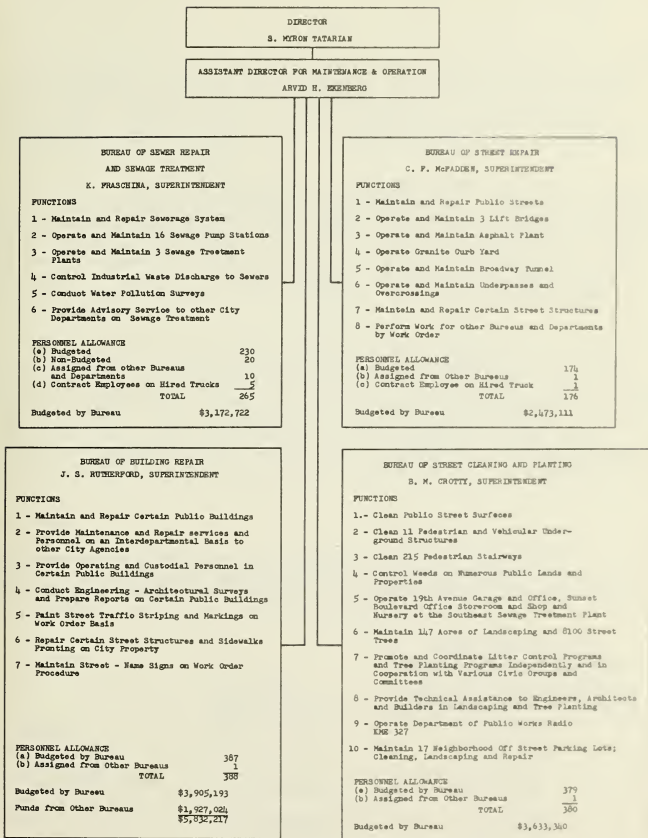 DIRECTOR
S. MYRON TATARIAN
ASSISTANT DIRECTOR FOR MAINTENANCE & OPERATION
ARVID H. EKENBERG
BUREAU OF SEWER REPAIR
AND SEWAGE TREATMENT
K. FRASCHINA, SUPERINTENDENT
FUNCTIONS
1 - Maintain and Repair Sewerage System
2 - Operate and Maintain 16 Sewage Pump Stations
3 - Operete and Maintain 3 Sewage Treetment
Plants
4 - Control Industrial Waste Discharge to Sewers
5 - Conduct Water Pollution Surveys
6 - Provide Advisory Service to other City
Departments on Sewage Treatment
PERSONNEL ALLOWANCE
(e) Budgeted 230
(b) Non-Budgeted 20
(c) Assigned from other Bureaus
and Departments 10
(d) Contract Employees on Hired Trucks 5
TOTAL 265
Budgeted by Bureau $3,172,722
BUREAU OF STREET REPAIR
C. F. McFADDEN, SUPERINTENDENT
FUNCTIONS
1 - Maintain and Repair Public Streets
2 - Operete and Maintain 3 Lift Bridges
3 - Operate and Maintain Asphalt Plant
4 - Operate Granite Curb Yard
5 - Operate and Maintain Broadway Tunnel
6 - Operate and Maintain Underpasses and
Overcrossings
7 - Maintein and Repair Certain Street Structures
8 - Perform Work for other Bureaus and Departments
by Work Order
PERSONNEL ALLOWANCE
(a) Budgeted 174
(b) Assigned from Other Bureeus 1
(c) Contract Employee on Hired Truck 1
TOTAL 176
Budgeted by Bureeu $2,473,111
BUREAU OF BUILDING REPAIR
J. S. RUTHERFORD, SUPERINTENDENT
FUNCTIONS
1 - Maintain and Repair Certain Public Buildings
2 - Provide Maintenance and Repair services and
Personnel on an Interdepartmental Basis to
other City Agencies
3 - Provide Operating and Custodial Personnel in
Certain Public Buildings
4 - Conduct Engineering - Architectural Surveys
and Prepare Reports on Certain Public Buildings
5 - Paint Street Traffic Striping and Markings on
Work Order Basis
6 - Repair Certain Street Structures and Sidewalks
Fronting on City Property
7 - Maintain Street - Name Signs on Work Order
Procedure
PERSONNEL ALLOWANCE
(a) Budgeted by Bureau 387
(b) Assigned from Other Bureaus 1
TOTAL 388
Budgeted by Bureeu $3,905,193
Funds from Other Bureaus $1,927,024
$5,832,217
BUREAU OF STREET CLEANING AND PLANTING
B. M. CROTTY, SUPERINTENDENT
FUNCTIONS
1.- Clean Public Street Surfeces
2 - Clean 11 Pedestrian and Vehicular Under-
ground Structures
3 - Clean 215 Pedestrian Stairways
4 - Control Weeds on Numerous Public Lands and
Properties
5 - Operate 19th Avenue Garage and Office, Sunset
Boulevard Office Storeroom and Shop and
Nursery at the Southeast Sewage Treatment Plant
6 - Maintain 147 Acres of Landscaping and 8100 Street
Trees
7 - Promote and Coordinate Litter Control Programs
and Tree Planting Programs Independently and in
Cooperation with Various Civic Groups and
Committees
8 - Provide Technical Assistance to Engineers, Architects
and Builders in Landscaping and Tree Planting
9 - Operate Department of Public Works Radio
KME 327
10 - Maintain 17 Neighborhood Off Street Parking Lots;
Cleaning, Landscaping and Repair
PERSONNEL ALLOWANCE
(e) Budgeted by Bureau 379
(b) Assigned from Other Bureaus 1
TOTAL 380
Budgeted by Bureau $3,633,340